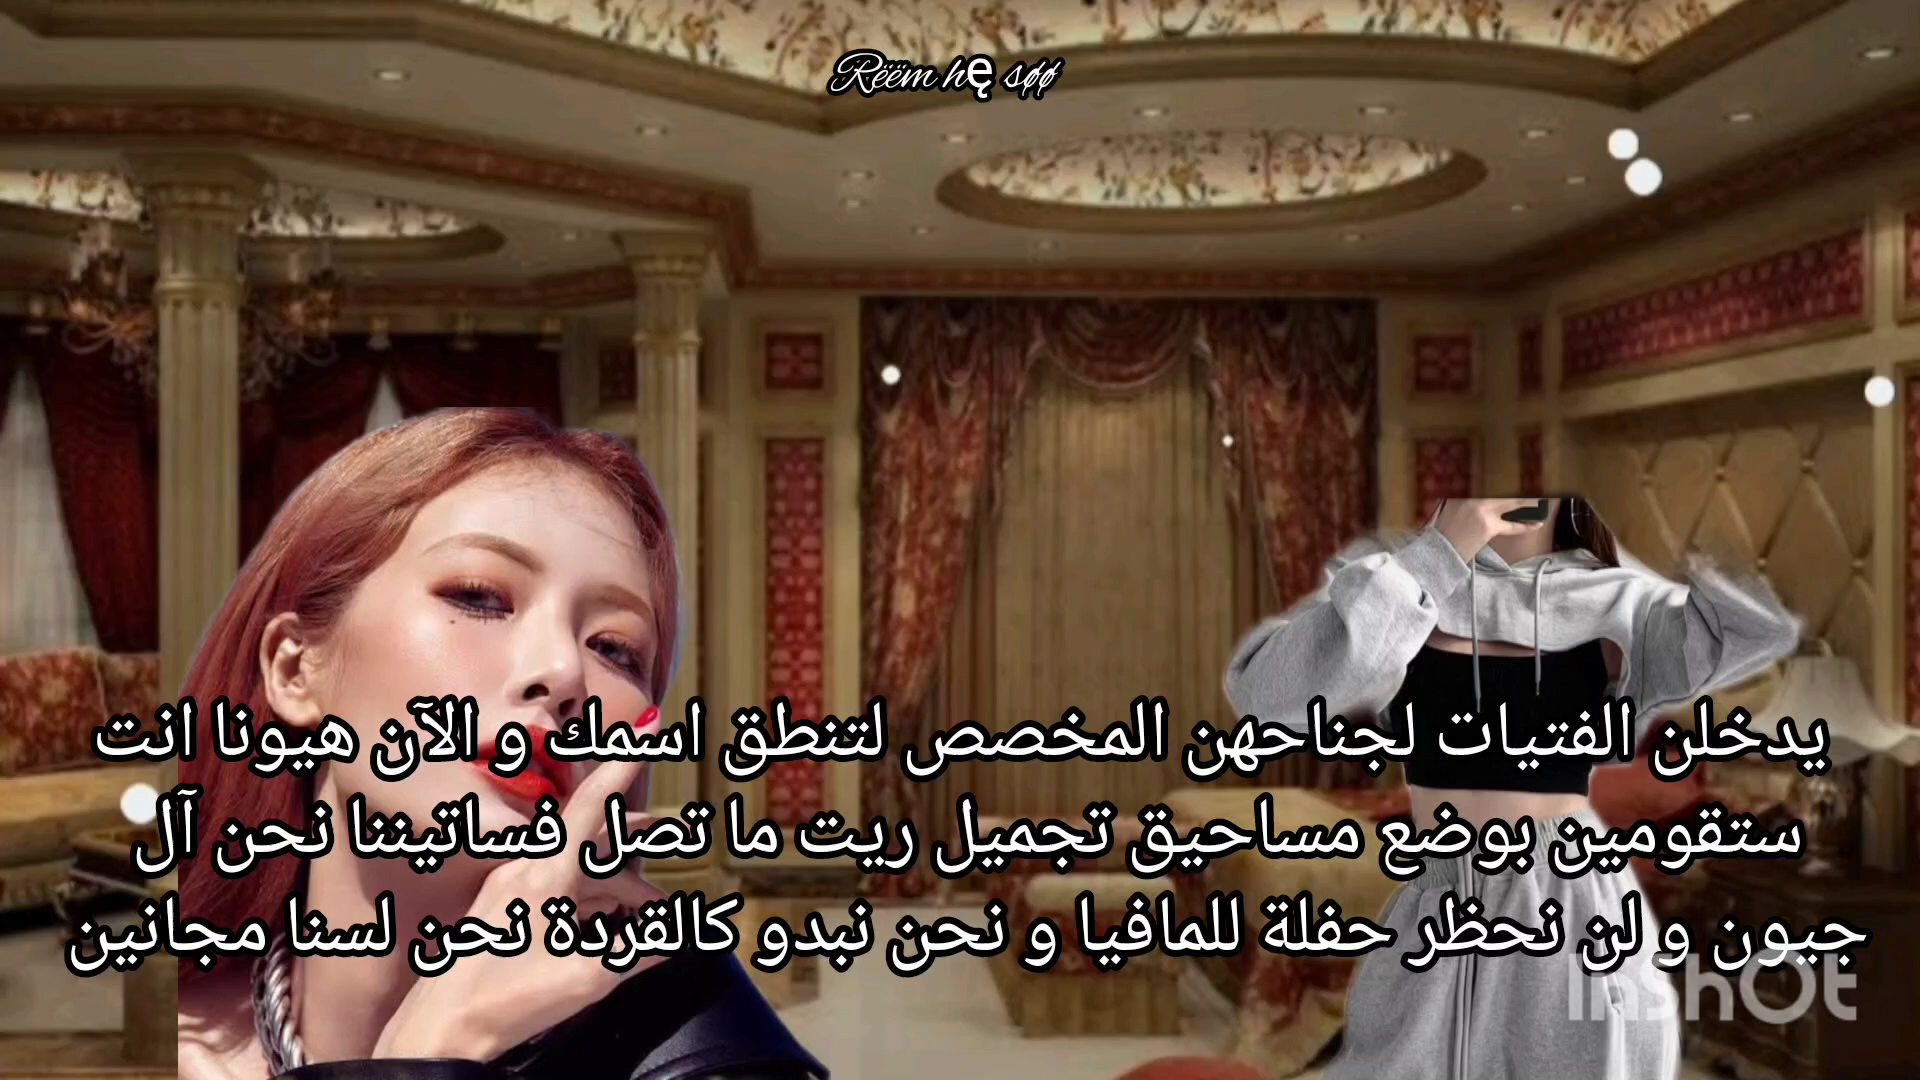 Rëëm hę søø
يدخلن الفتيات لجناحهن المخصص لتنطق اسمك و الآن هيونا انت
ستقومين بوضع مساحيق تجميل ريت ما تصل فساتيننا نحن آل
جيون و لن نحظر حفلة للمافيا و نحن نبدو كالقردة نحن لسنا مجانين
InShOt